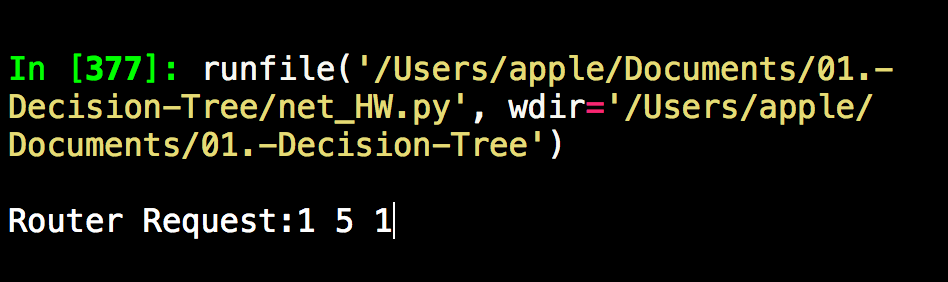 In [377]: runfile('/Users/apple/Documents/01.-
Decision-Tree/net_HW.py', wdir='/Users/apple/
Documents/01.-Decision-Tree')
Router Request:1 5 1